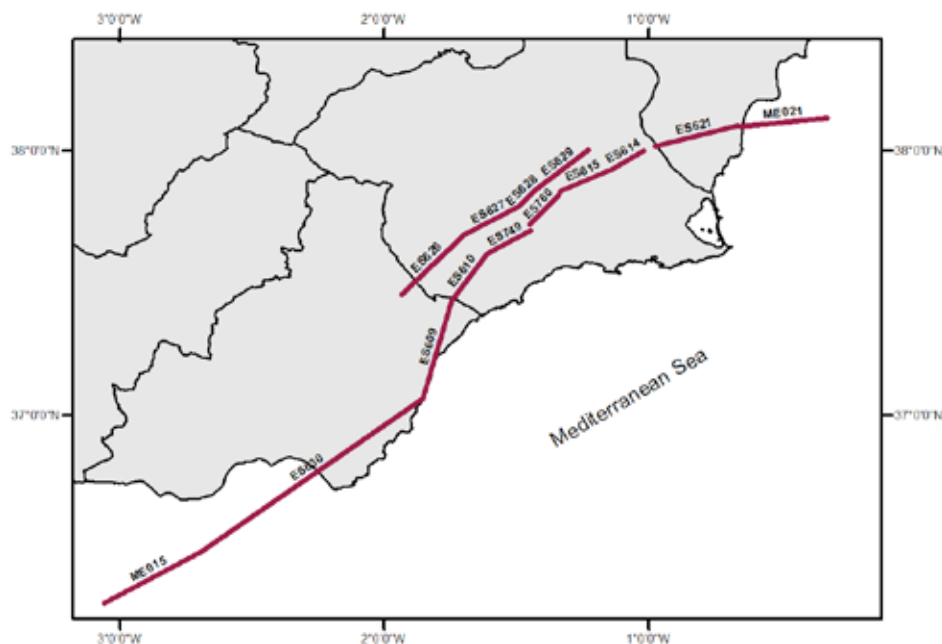 3°0'0"W 2°0'0"W 1°0'0"W
ME021
ES621
38°0'0"N 38°0'0"N
ES629
ES614
ES628
ES615
ES627
ES760
ES749
ES626
ES610
ES609
Mediterranean Sea
37°0'0"N 37°0'0"N
ES630
ME015
3°0'0"W 2°0'0"W 1°0'0"W